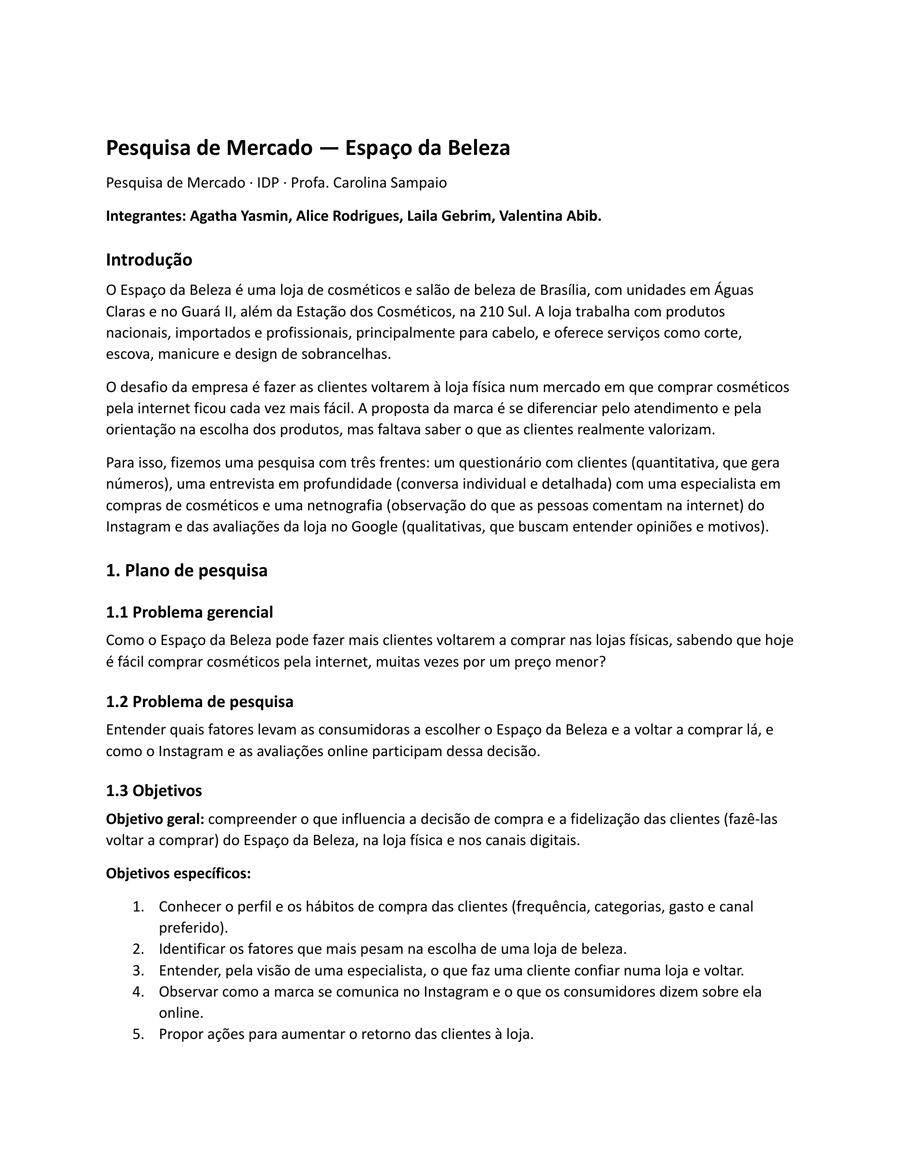 Pesquisa de Mercado — Espaço da Beleza
Pesquisa de Mercado · IDP · Profa. Carolina Sampaio
Integrantes: Agatha Yasmin, Alice Rodrigues, Laila Gebrim, Valentina Abib.
Introdução
O Espaço da Beleza é uma loja de cosméticos e salão de beleza de Brasília, com unidades em Águas
Claras e no Guará II, além da Estação dos Cosméticos, na 210 Sul. A loja trabalha com produtos
nacionais, importados e profissionais, principalmente para cabelo, e oferece serviços como corte,
escova, manicure e design de sobrancelhas.
O desafio da empresa é fazer as clientes voltarem à loja física num mercado em que comprar cosméticos
pela internet ficou cada vez mais fácil. A proposta da marca é se diferenciar pelo atendimento e pela
orientação na escolha dos produtos, mas faltava saber o que as clientes realmente valorizam.
Para isso, fizemos uma pesquisa com três frentes: um questionário com clientes (quantitativa, que gera
números), uma entrevista em profundidade (conversa individual e detalhada) com uma especialista em
compras de cosméticos e uma netnografia (observação do que as pessoas comentam na internet) do
Instagram e das avaliações da loja no Google (qualitativas, que buscam entender opiniões e motivos).
1. Plano de pesquisa
1.1 Problema gerencial
Como o Espaço da Beleza pode fazer mais clientes voltarem a comprar nas lojas físicas, sabendo que hoje
é fácil comprar cosméticos pela internet, muitas vezes por um preço menor?
1.2 Problema de pesquisa
Entender quais fatores levam as consumidoras a escolher o Espaço da Beleza e a voltar a comprar lá, e
como o Instagram e as avaliações online participam dessa decisão.
1.3 Objetivos
Objetivo geral: compreender o que influencia a decisão de compra e a fidelização das clientes (fazê-las
voltar a comprar) do Espaço da Beleza, na loja física e nos canais digitais.
Objetivos específicos:
1. Conhecer o perfil e os hábitos de compra das clientes (frequência, categorias, gasto e canal
preferido).
2. Identificar os fatores que mais pesam na escolha de uma loja de beleza.
3. Entender, pela visão de uma especialista, o que faz uma cliente confiar numa loja e voltar.
4. Observar como a marca se comunica no Instagram e o que os consumidores dizem sobre ela
online.
5. Propor ações para aumentar o retorno das clientes à loja.